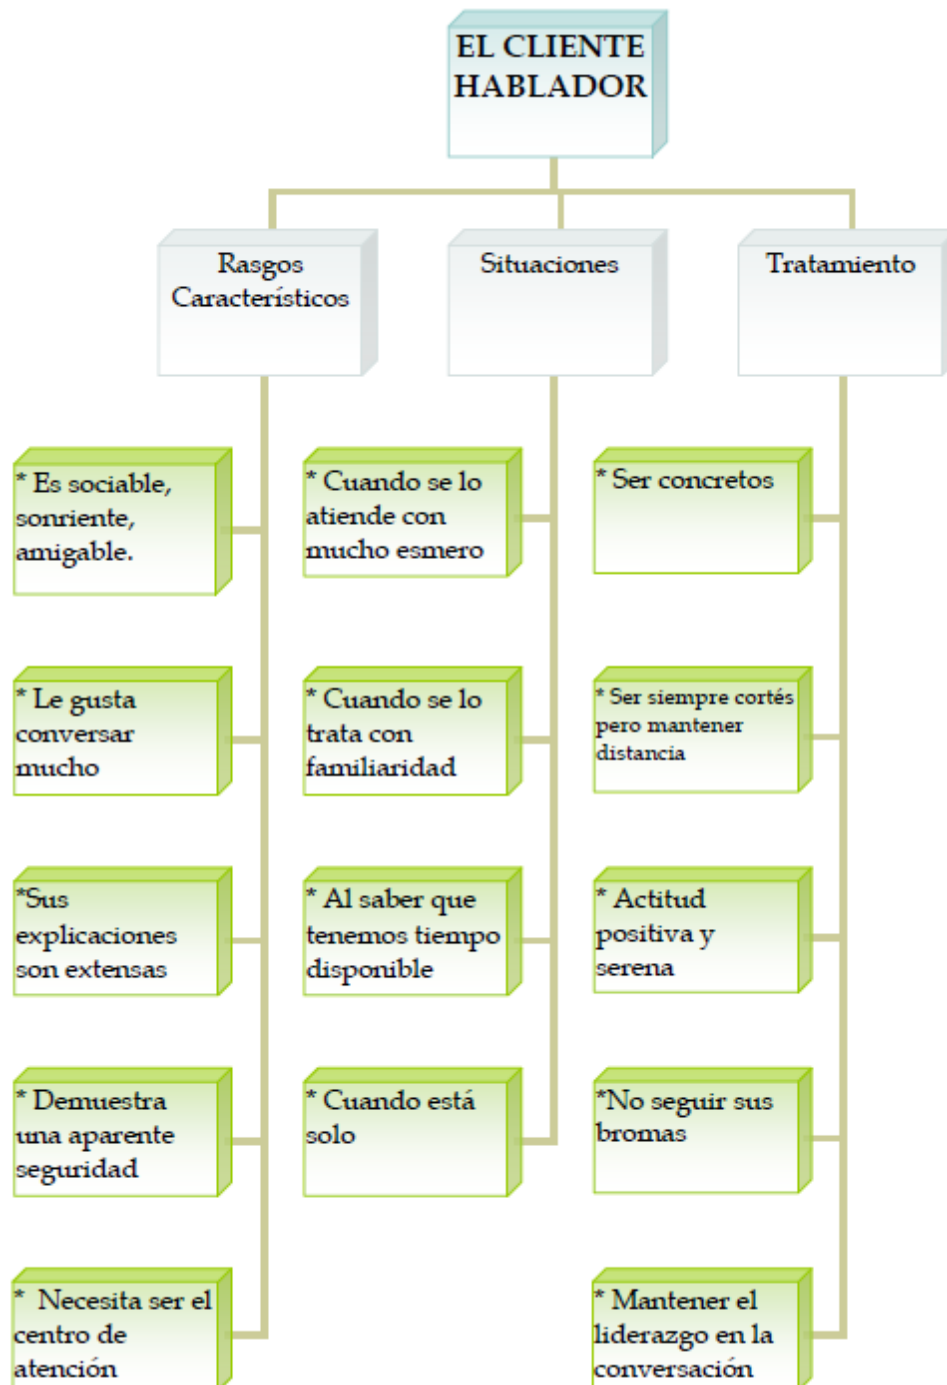 EL CLIENTE
HABLADOR
Rasgos
Característicos
* Es sociable,
sonriente,
amigable.
* Le gusta
conversar
mucho
*Sus
explicaciones
son extensas
* Demuestra
una aparente
seguridad
* Necesita ser el
centro de
atención
Situaciones
* Cuando se lo
atiende con
mucho esmero
* Cuando se lo
trata con
familiaridad
* Al saber que
tenemos tiempo
disponible
* Cuando está
solo
Tratamiento
* Ser concretos
* Ser siempre cortés
pero mantener
distancia
* Actitud
positiva y
serena
*No seguir sus
bromas
* Mantener el
liderazgo en la
conversación